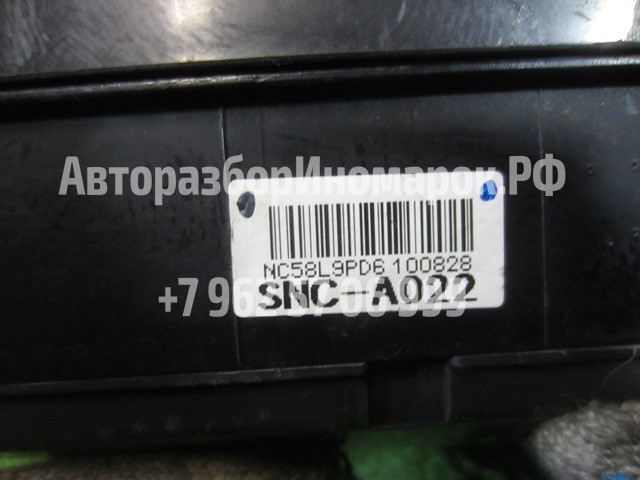 АвторазборИномарок.РФ
NC58L9PD6 100828
SNC-A022